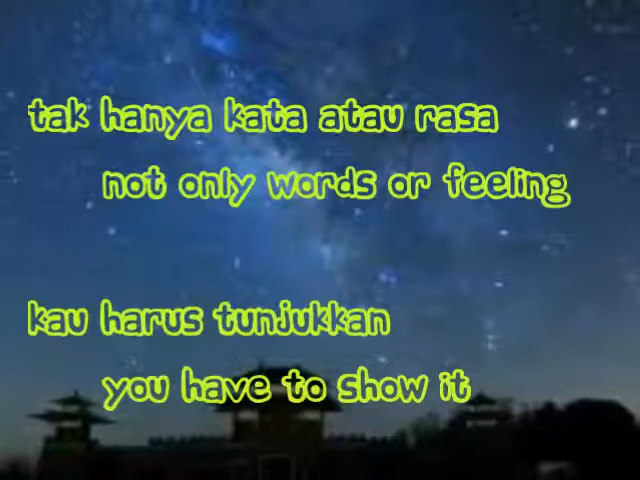 tak hanya kata atau rasa
not only words or feeling
kau harus tunjukkan
you have to show it